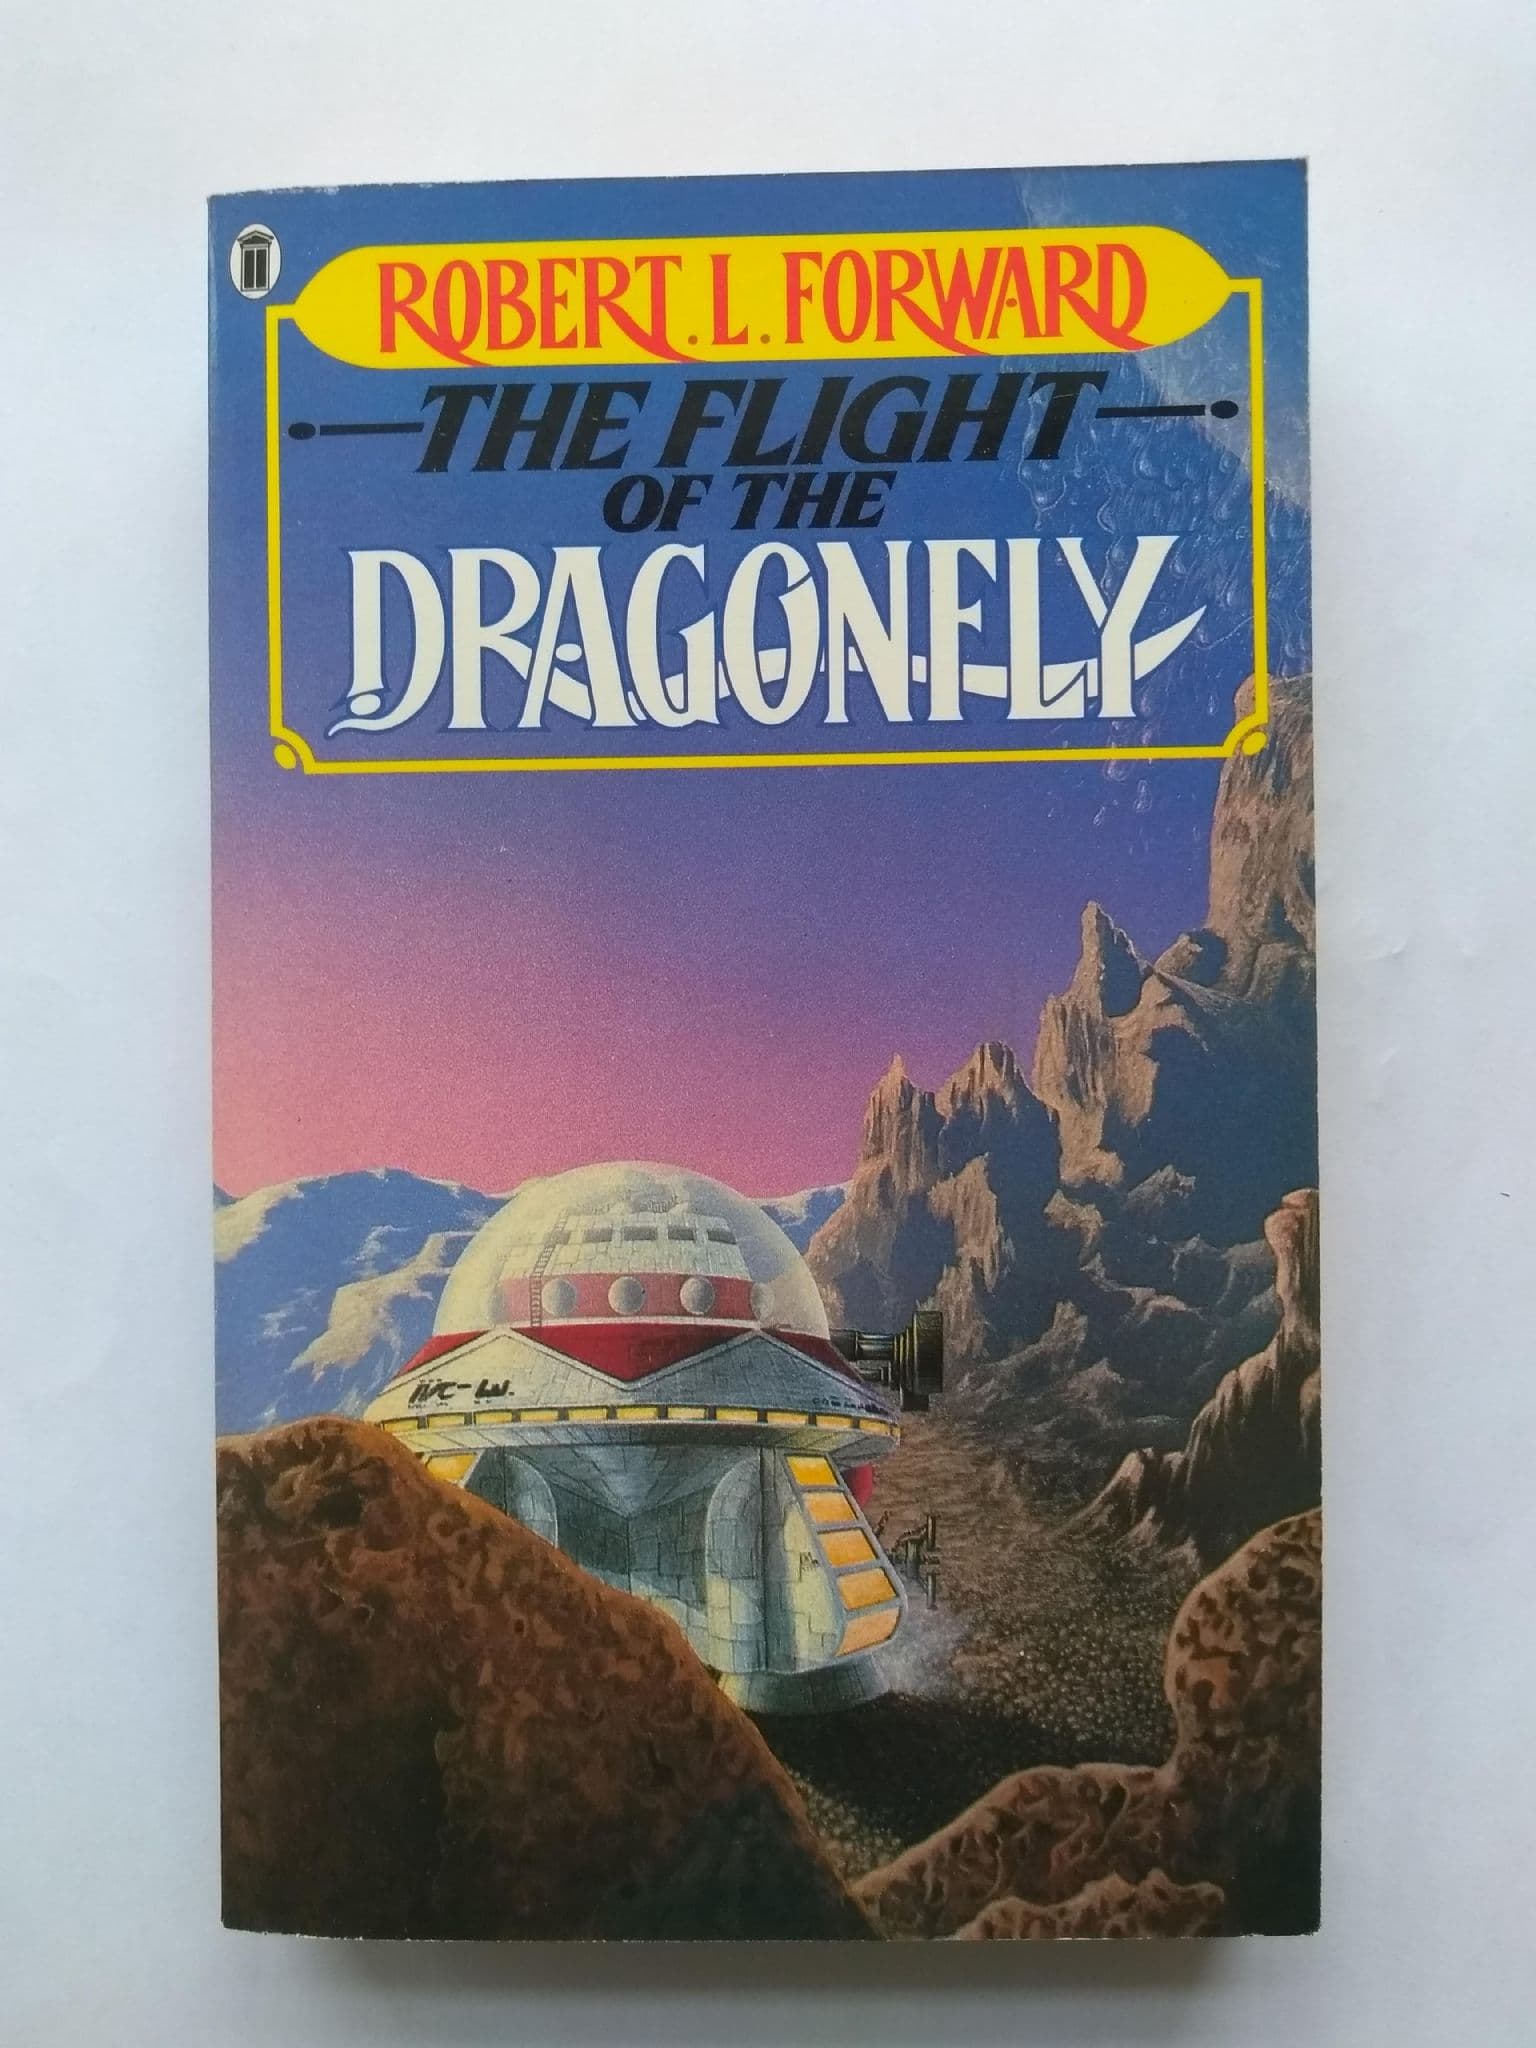 ROBERT.L.FORWARD
THE FLIGHT
OF THE
DRAGONFLY